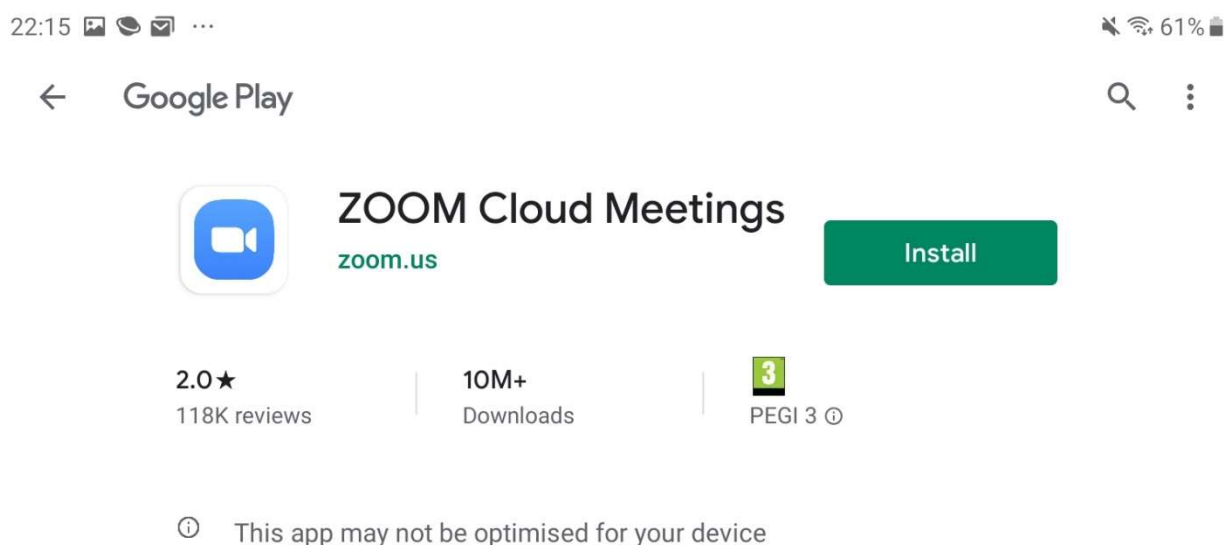 22:15 61%
Google Play
ZOOM Cloud Meetings
zoom.us
Install
2.0★ 10M+ 3
118K reviews Downloads PEGI 3
This app may not be optimised for your device